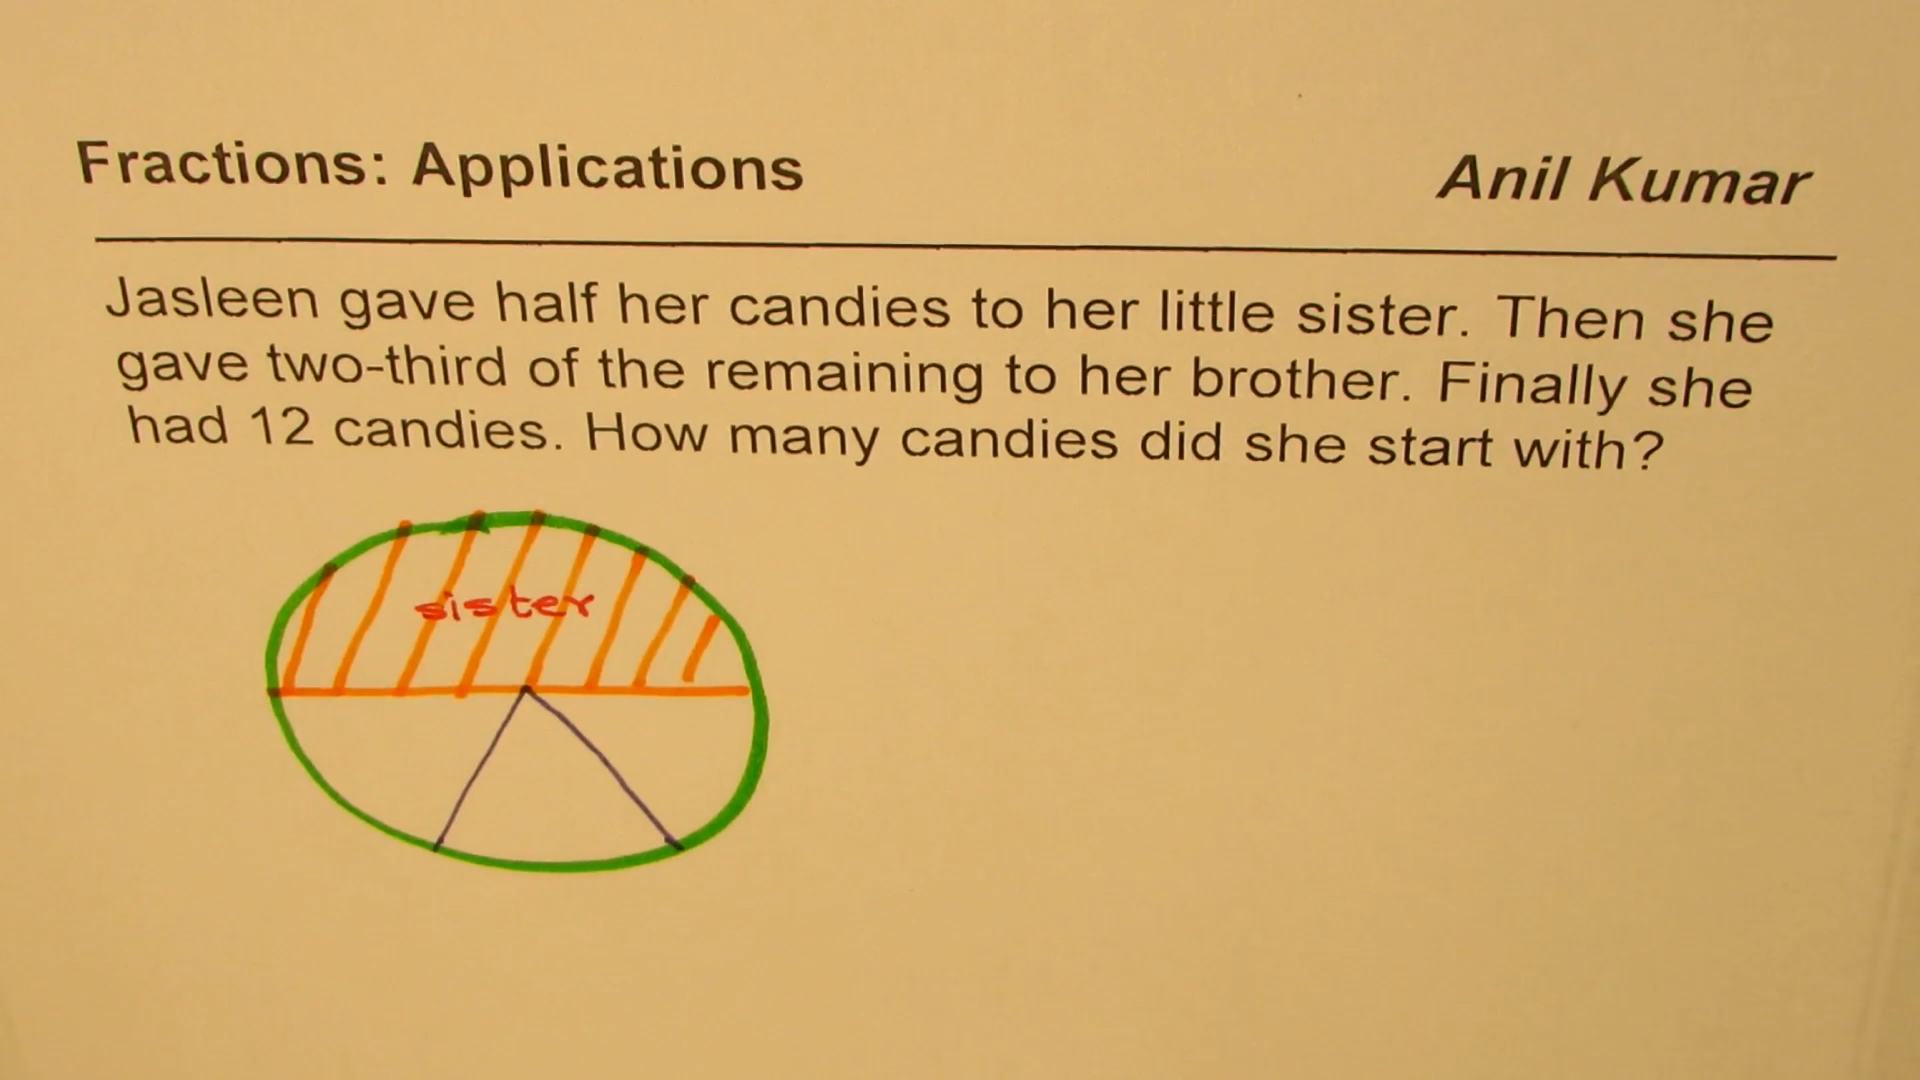 Fractions: Applications
Anil Kumar
Jasleen gave half her candies to her little sister. Then she
gave two-third of the remaining to her brother. Finally she
had 12 candies. How many candies did she start with?
sister